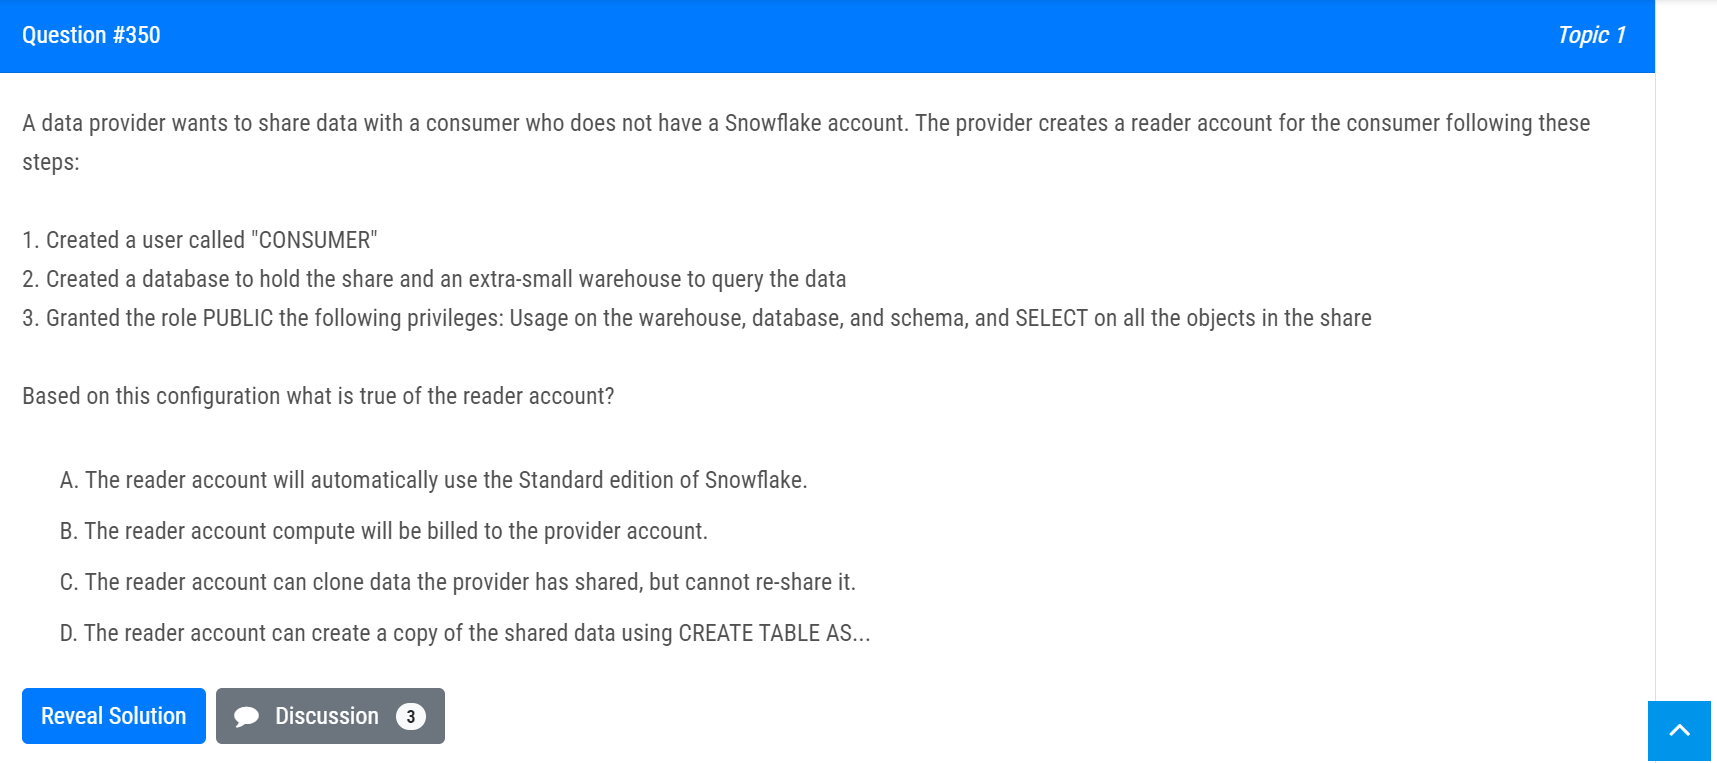 Question #350
Topic 1
A data provider wants to share data with a consumer who does not have a Snowflake account. The provider creates a reader account for the consumer following these
steps:
1. Created a user called "CONSUMER"
2. Created a database to hold the share and an extra-small warehouse to query the data
3. Granted the role PUBLIC the following privileges: Usage on the warehouse, database, and schema, and SELECT on all the objects in the share
Based on this configuration what is true of the reader account?
A. The reader account will automatically use the Standard edition of Snowflake.
B. The reader account compute will be billed to the provider account.
C. The reader account can clone data the provider has shared, but cannot re-share it.
D. The reader account can create a copy of the shared data using CREATE TABLE AS...
Reveal Solution
Discussion 3